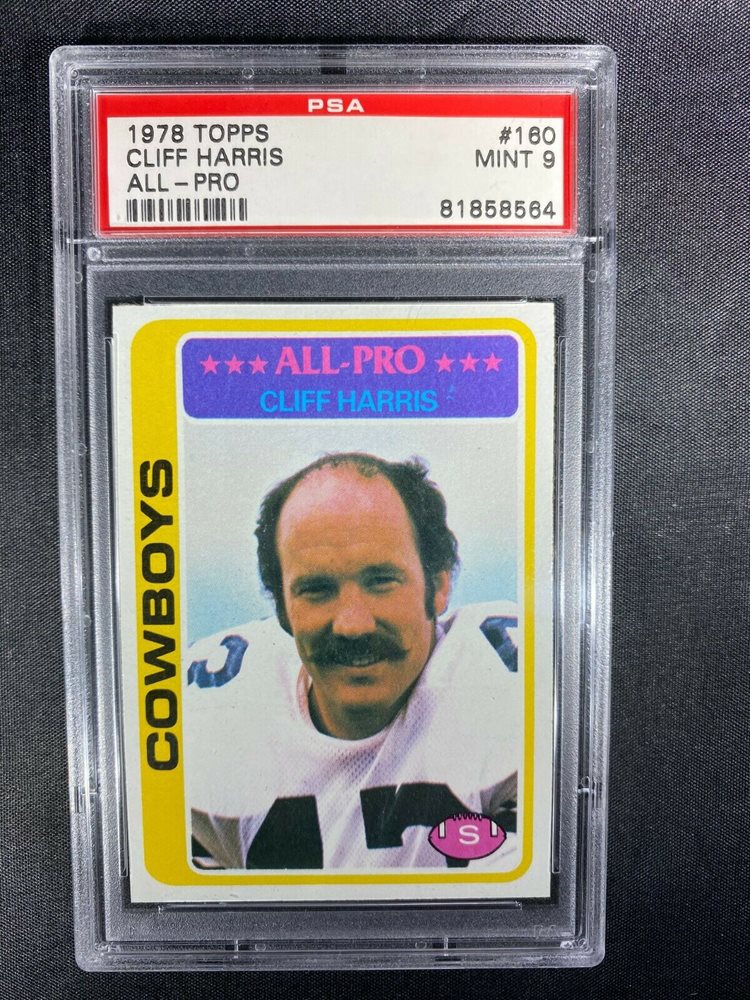 PSA
1978 TOPPS #160
CLIFF HARRIS MINT 9
ALL-PRO
81858564
★★★ ALL-PRO ★★★
CLIFF HARRIS
COWBOYS
S